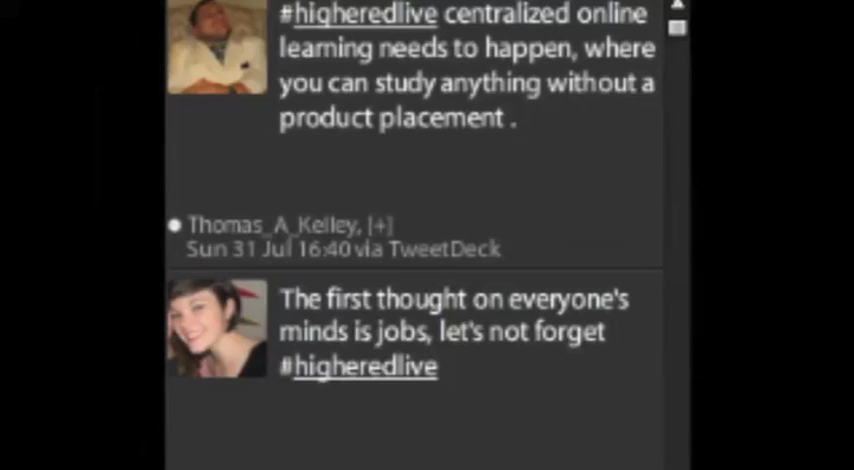 #higheredlive centralized online
learning needs to happen, where
you can study anything without a
product placement .
Thomas_A_Kelley, [+]
Sun 31 Jul 16:40 via TweetDeck
The first thought on everyone's
minds is jobs, let's not forget
#higheredlive